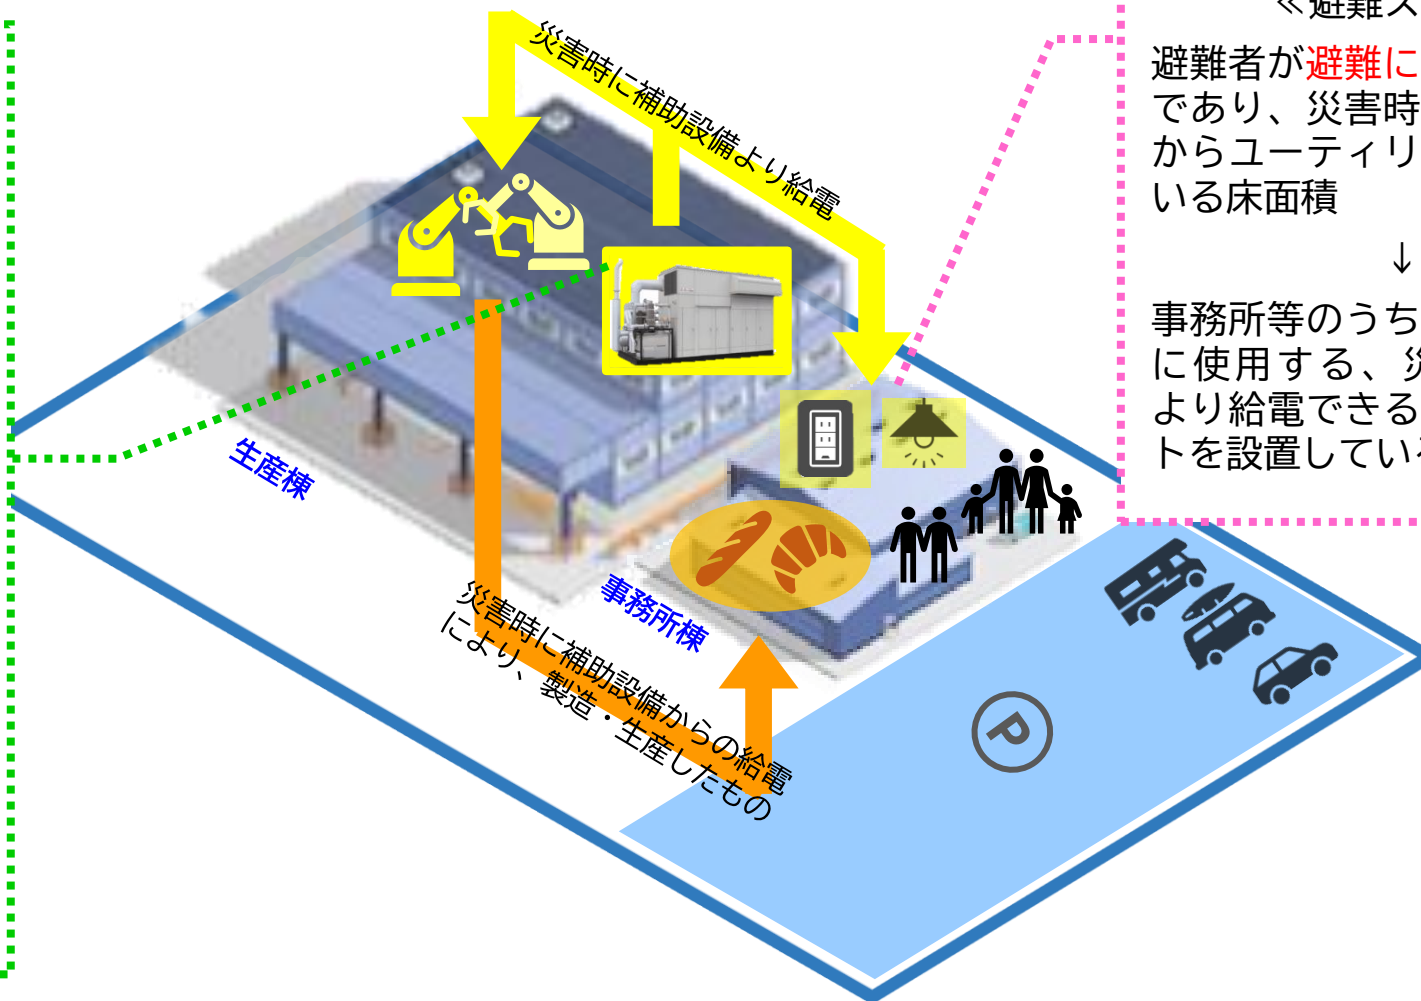 ≪避難ス
避難者が避難に
であり、災害時
からユーティリ
いる床面積
↓
事務所等のうち
に使用する、災
より給電できる
トを設置している
災害時に補助設備より給電
生産棟
事務所棟
災害時に補助設備からの給電
により、製造・生産したもの
P